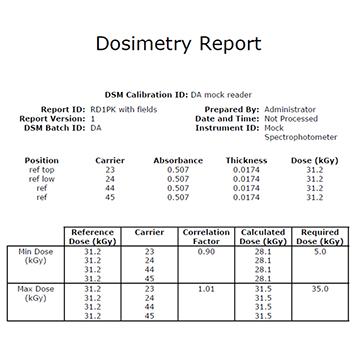 Dosimetry Report
DSM Calibration ID: DA mock reader
Report ID: RD1PK with fields Prepared By: Administrator
Report Version: 1 Date and Time: Not Processed
DSM Batch ID: DA Instrument ID: Mock
Spectrophotometer
Position Carrier Absorbance Thickness Dose (kGy)
ref top 23 0.507 0.0174 31.2
ref low 24 0.507 0.0174 31.2
ref 44 0.507 0.0174 31.2
ref 45 0.507 0.0174 31.2
Reference Carrier Correlation Calculated Required
Dose (kGy) Factor Dose (kGy) Dose (kGy)
Min Dose 31.2 23 0.90 28.1 5.0
(kGy) 31.2 24 28.1
31.2 44 28.1
31.2 45 28.1
Max Dose 31.2 23 1.01 31.5 35.0
(kGy) 31.2 24 31.5
31.2 44 31.5
31.2 45 31.5